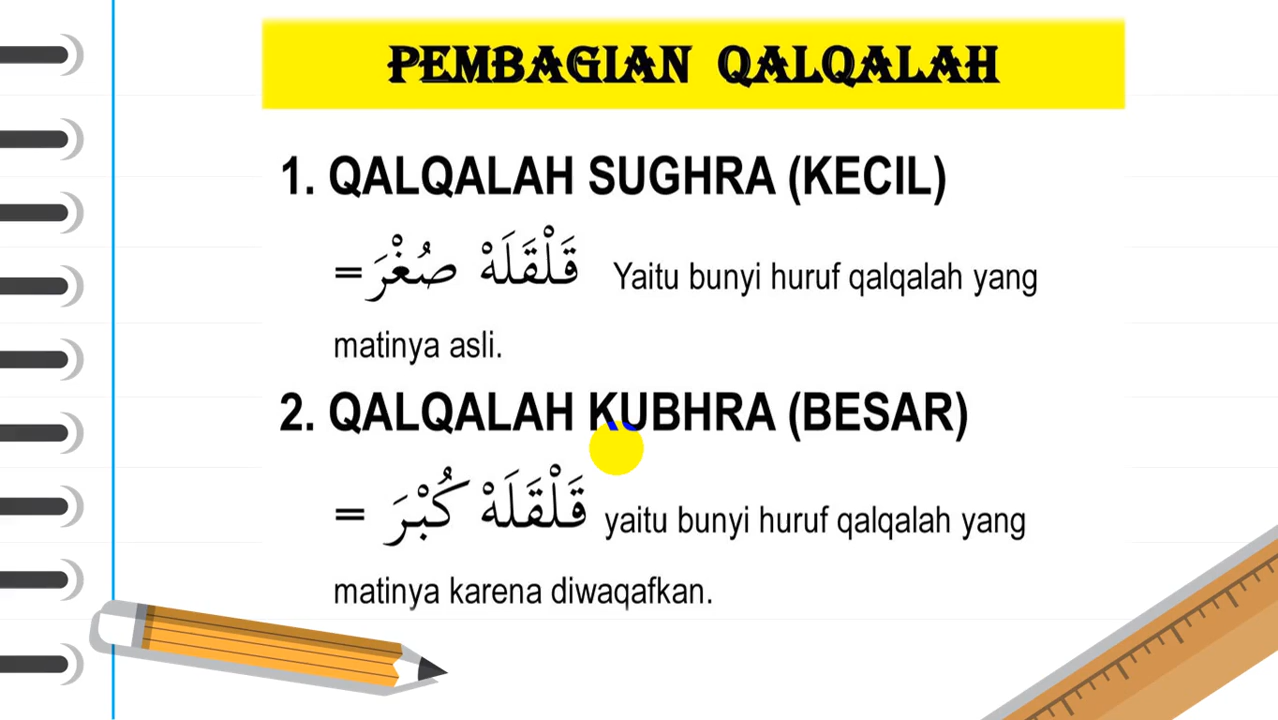 PEMBAGIAN QALQALAH
1. QALQALAH SUGHRA (KECIL)
قَلْقَلَهْ صُغْرَ= Yaitu bunyi huruf qalqalah yang
matinya asli.
2. QALQALAH KUBHRA (BESAR)
قَلْقَلَهْ كُبْرَ = yaitu bunyi huruf qalqalah yang
matinya karena diwaqafkan.